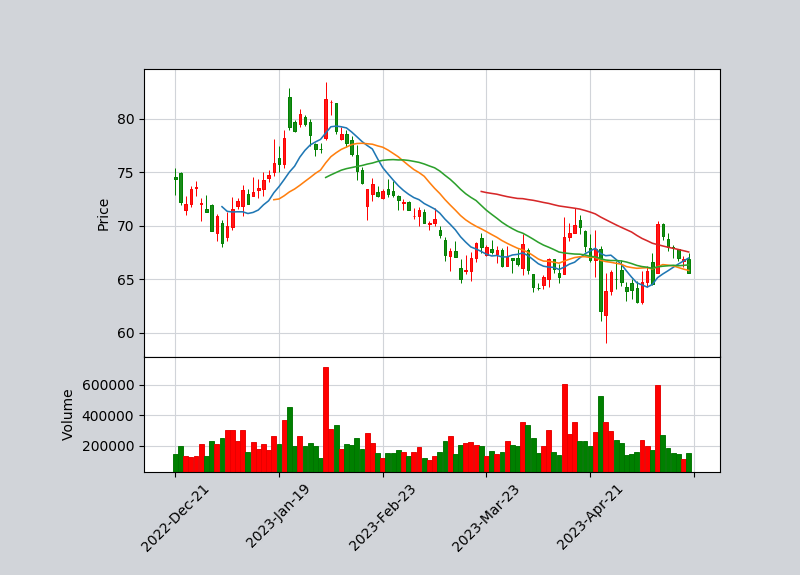 80
75
70
65
60
Price
600000
400000
200000
Volume
2022-Dec-21
2023-Jan-19
2023-Feb-23
2023-Mar-23
2023-Apr-21